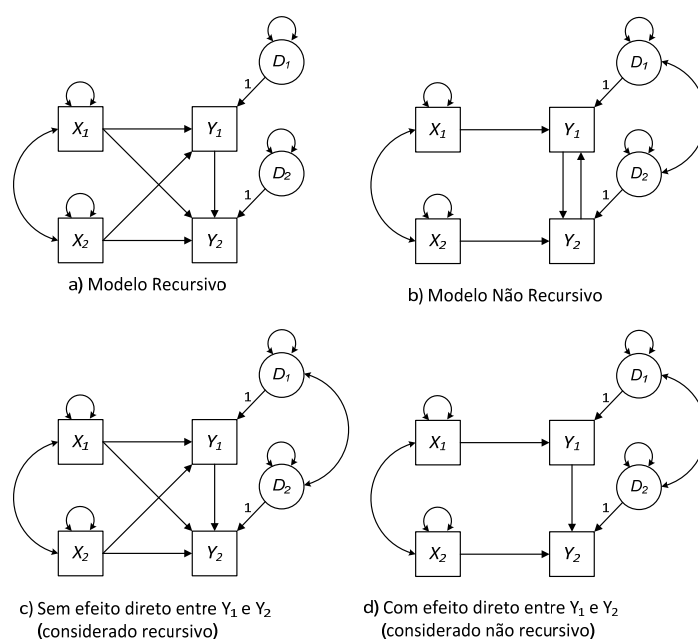 D1
1
X1
Y1
D2
1
X2
Y2
a) Modelo Recursivo
D1
1
X1
Y1
D2
1
X2
Y2
b) Modelo Não Recursivo
D1
1
X1
Y1
D2
1
X2
Y2
c) Sem efeito direto entre Y1 e Y2
(considerado recursivo)
D1
1
X1
Y1
D2
1
X2
Y2
d) Com efeito direto entre Y1 e Y2
(considerado não recursivo)